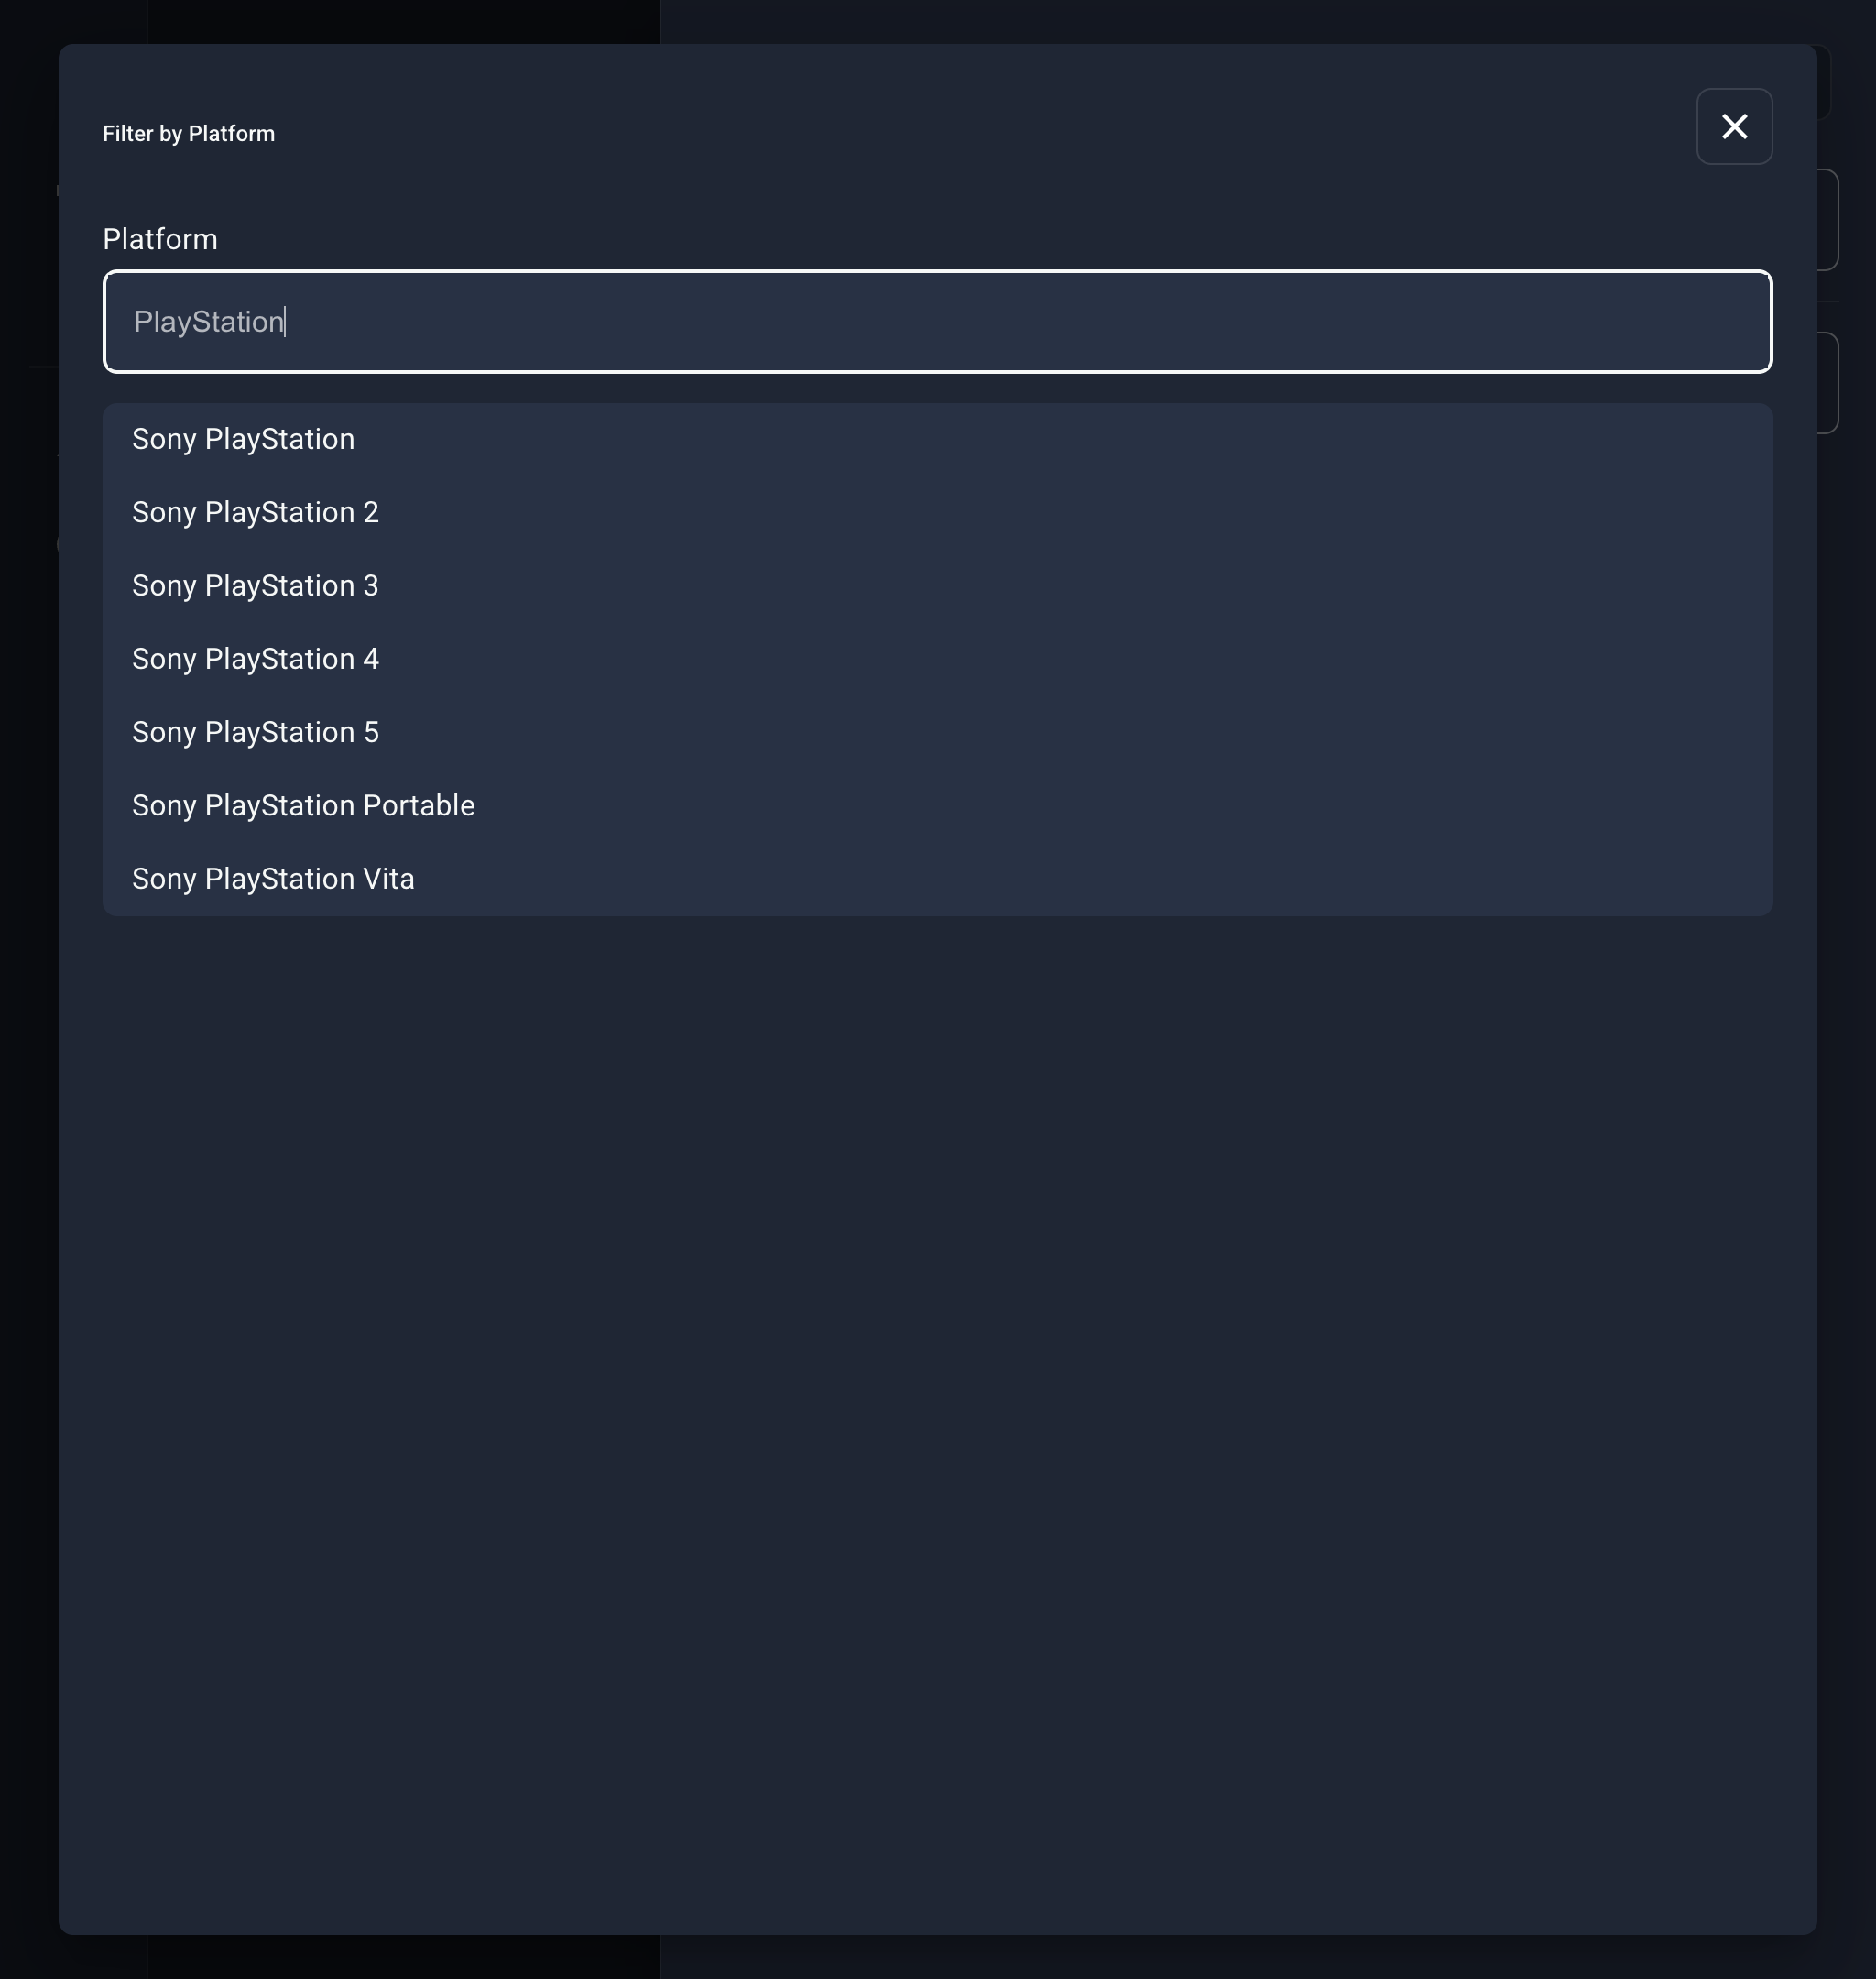 Filter by Platform
Platform
PlayStation
Sony PlayStation
Sony PlayStation 2
Sony PlayStation 3
Sony PlayStation 4
Sony PlayStation 5
Sony PlayStation Portable
Sony PlayStation Vita